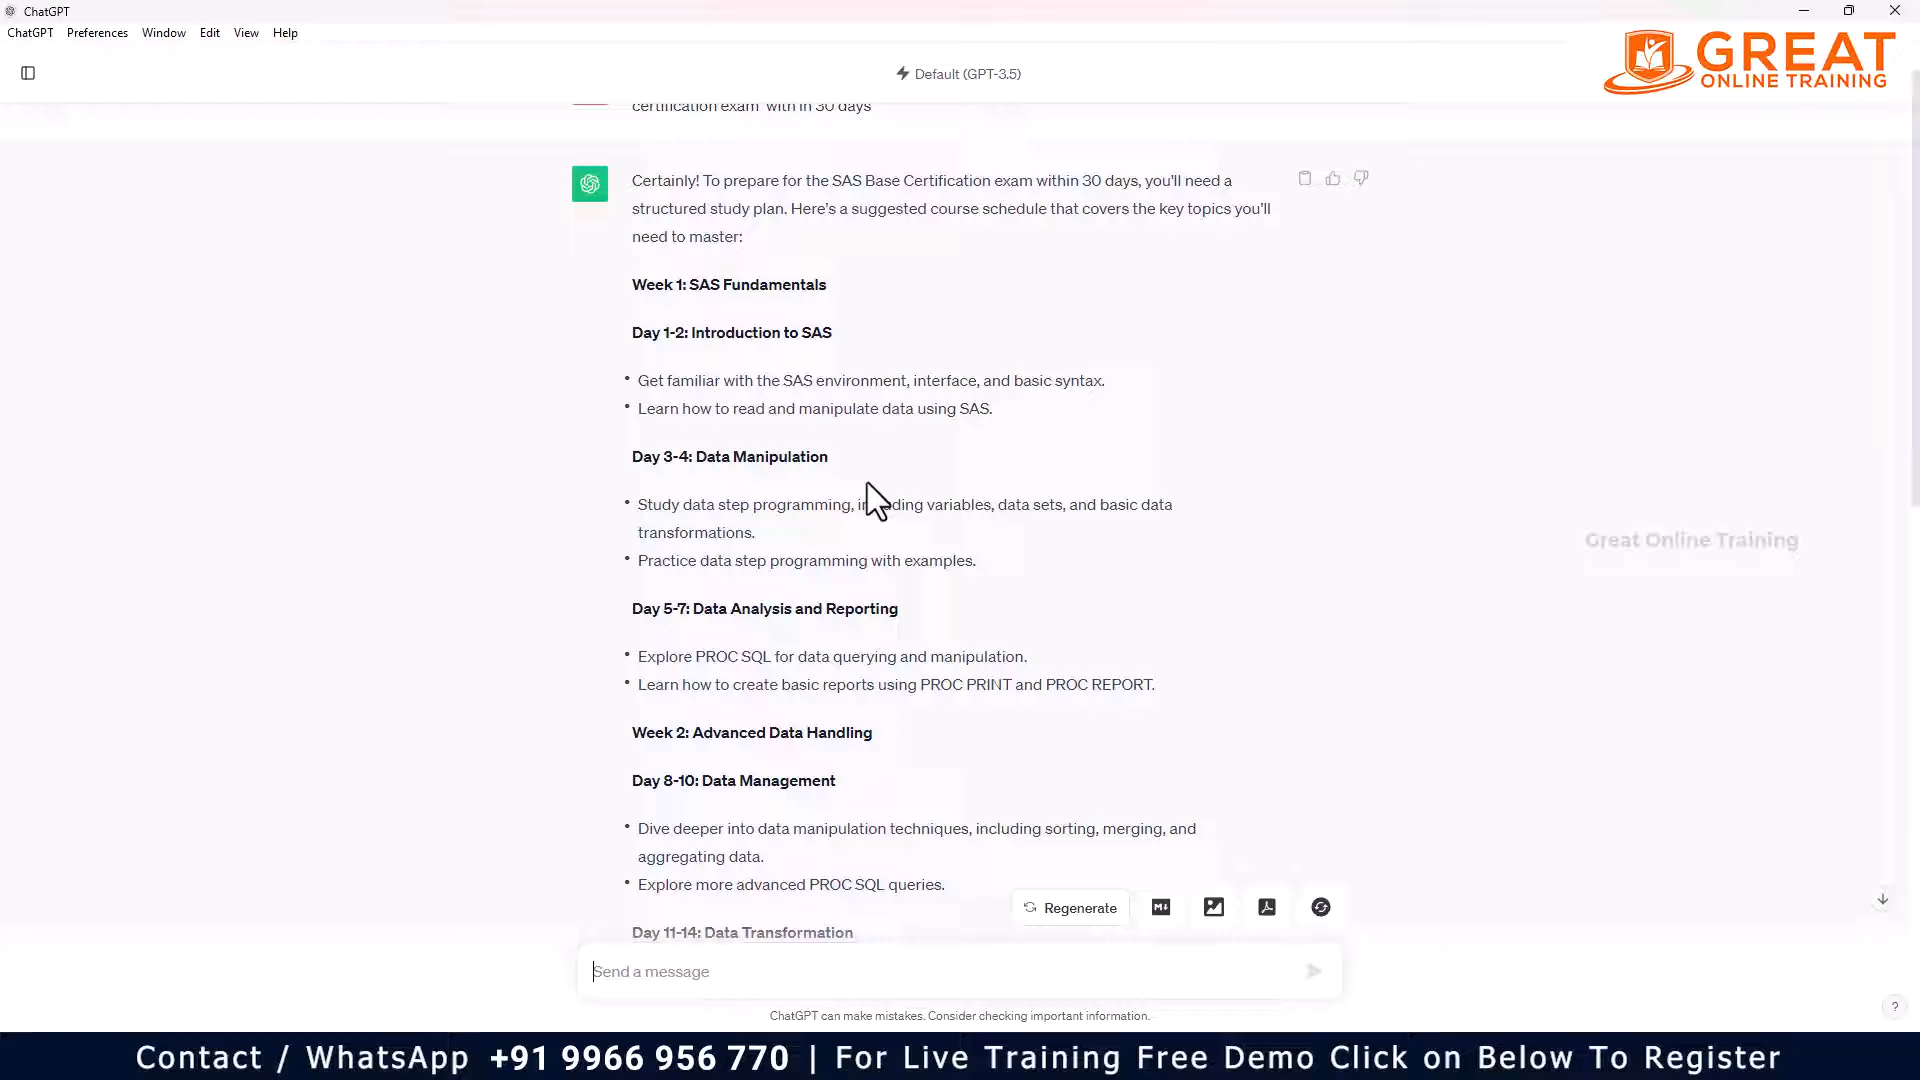 ChatGPT
ChatGPT Preferences Window Edit View Help
GREAT
ONLINE TRAINING
Default (GPT-3.5)
certification exam with in 30 days
Certainly! To prepare for the SAS Base Certification exam within 30 days, you'll need a
structured study plan. Here's a suggested course schedule that covers the key topics you'll
need to master:
Week 1: SAS Fundamentals
Day 1-2: Introduction to SAS
• Get familiar with the SAS environment, interface, and basic syntax.
• Learn how to read and manipulate data using SAS.
Day 3-4: Data Manipulation
• Study data step programming, including variables, data sets, and basic data
transformations.
• Practice data step programming with examples.
Great Online Training
Day 5-7: Data Analysis and Reporting
• Explore PROC SQL for data querying and manipulation.
• Learn how to create basic reports using PROC PRINT and PROC REPORT.
Week 2: Advanced Data Handling
Day 8-10: Data Management
• Dive deeper into data manipulation techniques, including sorting, merging, and
aggregating data.
• Explore more advanced PROC SQL queries.
Regenerate
Day 11-14: Data Transformation
Send a message
ChatGPT can make mistakes. Consider checking important information.
?
Contact / WhatsApp +91 9966 956 770 | For Live Training Free Demo Click on Below To Register